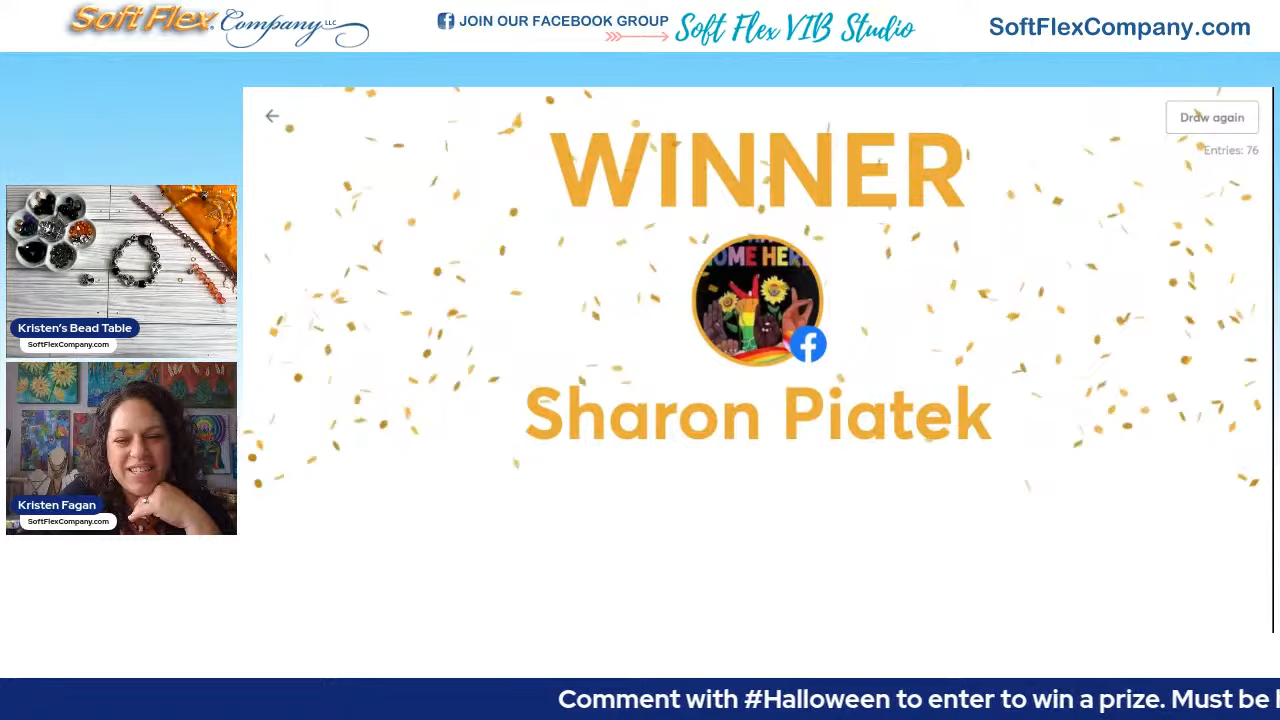 Soft Flex Company LLC
JOIN OUR FACEBOOK GROUP
Soft Flex VIB Studio
SoftFlexCompany.com
Draw again
Entries: 76
WINNER
HOME HERE
Sharon Piatek
Kristen's Bead Table
SoftFlexCompany.com
Kristen Fagan
SoftFlexCompany.com
Comment with #Halloween to enter to win a prize. Must be